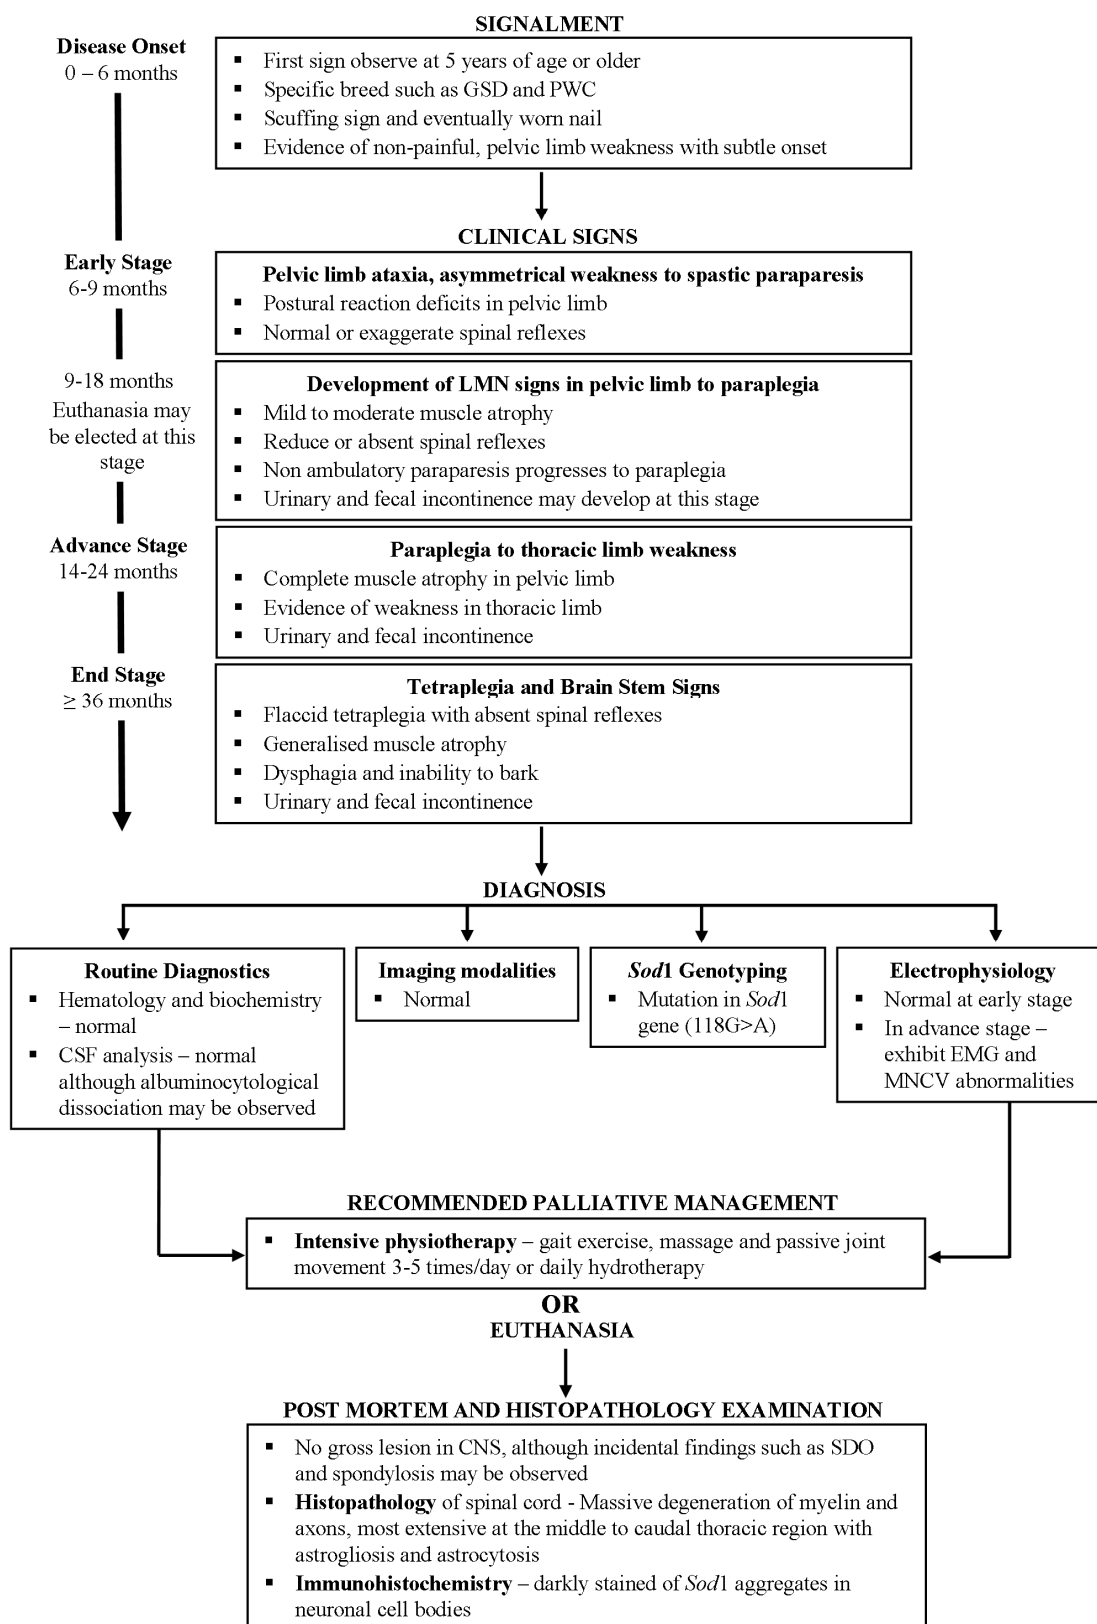 SIGNALMENT
Disease Onset
0 – 6 months
▪ First sign observe at 5 years of age or older
▪ Specific breed such as GSD and PWC
▪ Scuffing sign and eventually worn nail
▪ Evidence of non-painful, pelvic limb weakness with subtle onset
CLINICAL SIGNS
Early Stage
6-9 months
Pelvic limb ataxia, asymmetrical weakness to spastic paraparesis
▪ Postural reaction deficits in pelvic limb
▪ Normal or exaggerate spinal reflexes
9-18 months
Euthanasia may
be elected at this
stage
Development of LMN signs in pelvic limb to paraplegia
▪ Mild to moderate muscle atrophy
▪ Reduce or absent spinal reflexes
▪ Non ambulatory paraparesis progresses to paraplegia
▪ Urinary and fecal incontinence may develop at this stage
Advance Stage
14-24 months
Paraplegia to thoracic limb weakness
▪ Complete muscle atrophy in pelvic limb
▪ Evidence of weakness in thoracic limb
▪ Urinary and fecal incontinence
End Stage
≥ 36 months
Tetraplegia and Brain Stem Signs
▪ Flaccid tetraplegia with absent spinal reflexes
▪ Generalised muscle atrophy
▪ Dysphagia and inability to bark
▪ Urinary and fecal incontinence
DIAGNOSIS
Routine Diagnostics
▪ Hematology and biochemistry
– normal
▪ CSF analysis – normal
although albuminocytological
dissociation may be observed
Imaging modalities
▪ Normal
Sod1 Genotyping
▪ Mutation in Sod1
gene (118G>A)
Electrophysiology
▪ Normal at early stage
▪ In advance stage –
exhibit EMG and
MNCV abnormalities
RECOMMENDED PALLIATIVE MANAGEMENT
▪ Intensive physiotherapy – gait exercise, massage and passive joint
movement 3-5 times/day or daily hydrotherapy
OR
EUTHANASIA
POST MORTEM AND HISTOPATHOLOGY EXAMINATION
▪ No gross lesion in CNS, although incidental findings such as SDO
and spondylosis may be observed
▪ Histopathology of spinal cord - Massive degeneration of myelin and
axons, most extensive at the middle to caudal thoracic region with
astrogliosis and astrocytosis
▪ Immunohistochemistry – darkly stained of Sod1 aggregates in
neuronal cell bodies